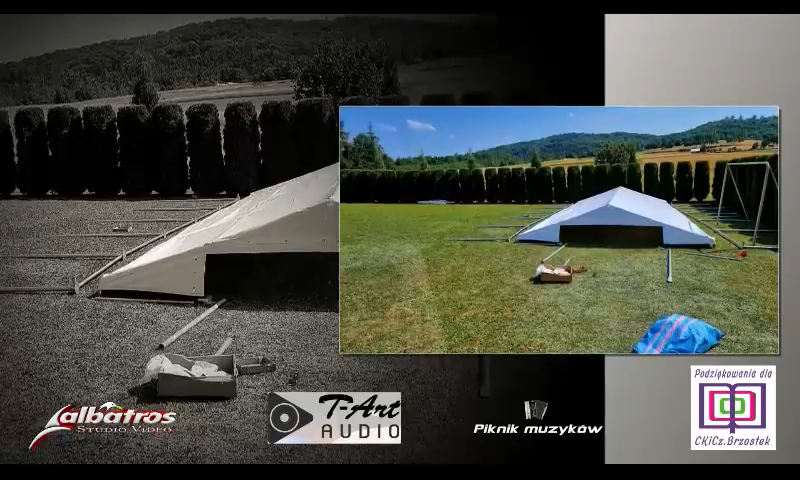 Podziękowania dla
albatros
STUDIO VIDEO
T-Art
AUDIO
Piknik muzyków
CKiCz.Brzostek